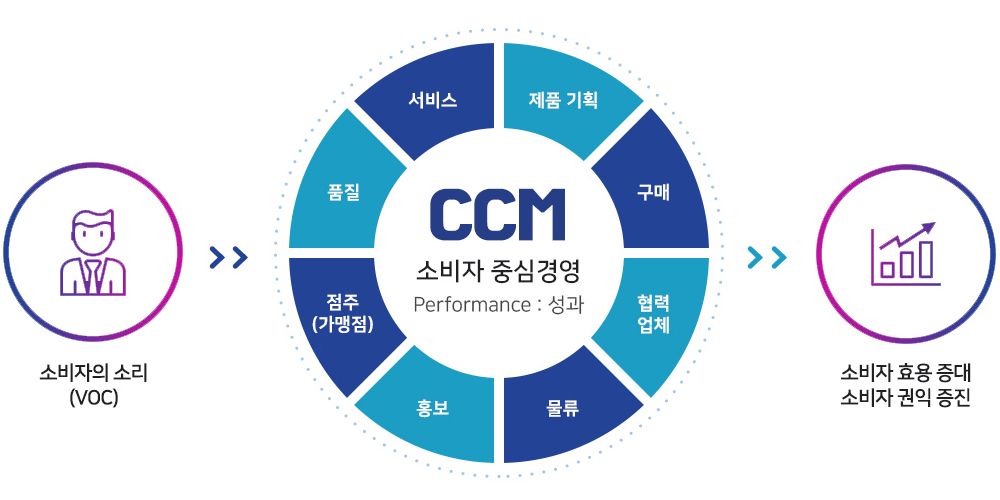 소비자의 소리
(VOC)
CCM
소비자 중심경영
Performance : 성과
제품 기획
구매
협력
업체
물류
홍보
점주
(가맹점)
품질
서비스
소비자 효용 증대
소비자 권익 증진